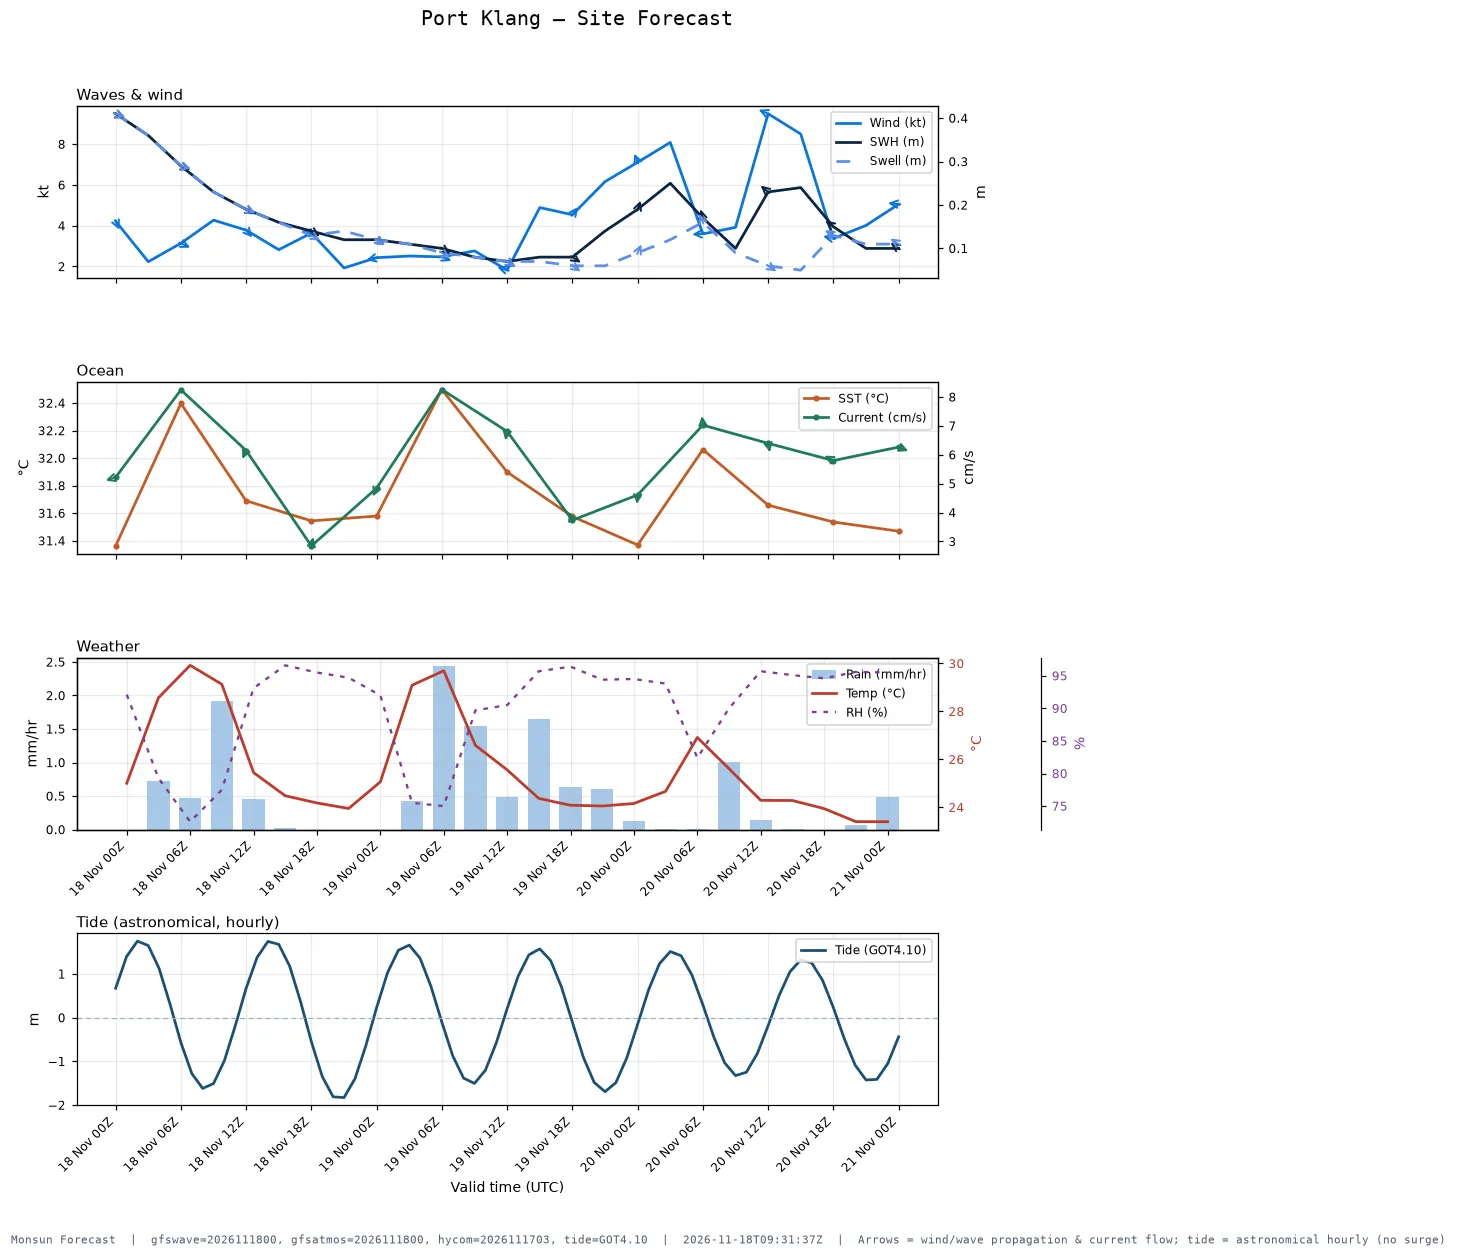 Port Klang — Site Forecast
Waves & wind
kt
8
6
4
2
Wind (kt)
SWH (m)
Swell (m)
0.4
0.3
0.2
0.1
m
Ocean
°C
32.4
32.2
32.0
31.8
31.6
31.4
SST (°C)
Current (cm/s)
8
7
6
5
4
3
cm/s
Weather
mm/hr
2.5
2.0
1.5
1.0
0.5
0.0
Rain (mm/hr)
Temp (°C)
RH (%)
30
28
26
24
°C
95
90
85
80
75
%
18 Nov 00Z
18 Nov 06Z
18 Nov 12Z
18 Nov 18Z
19 Nov 00Z
19 Nov 06Z
19 Nov 12Z
19 Nov 18Z
20 Nov 00Z
20 Nov 06Z
20 Nov 12Z
20 Nov 18Z
21 Nov 00Z
Tide (astronomical, hourly)
m
1
0
−1
−2
Tide (GOT4.10)
18 Nov 00Z
18 Nov 06Z
18 Nov 12Z
18 Nov 18Z
19 Nov 00Z
19 Nov 06Z
19 Nov 12Z
19 Nov 18Z
20 Nov 00Z
20 Nov 06Z
20 Nov 12Z
20 Nov 18Z
21 Nov 00Z
Valid time (UTC)
Monsun Forecast | gfswave=2026111800, gfsatmos=2026111800, hycom=2026111703, tide=GOT4.10 | 2026-11-18T09:31:37Z | Arrows = wind/wave propagation & current flow; tide = astronomical hourly (no surge)